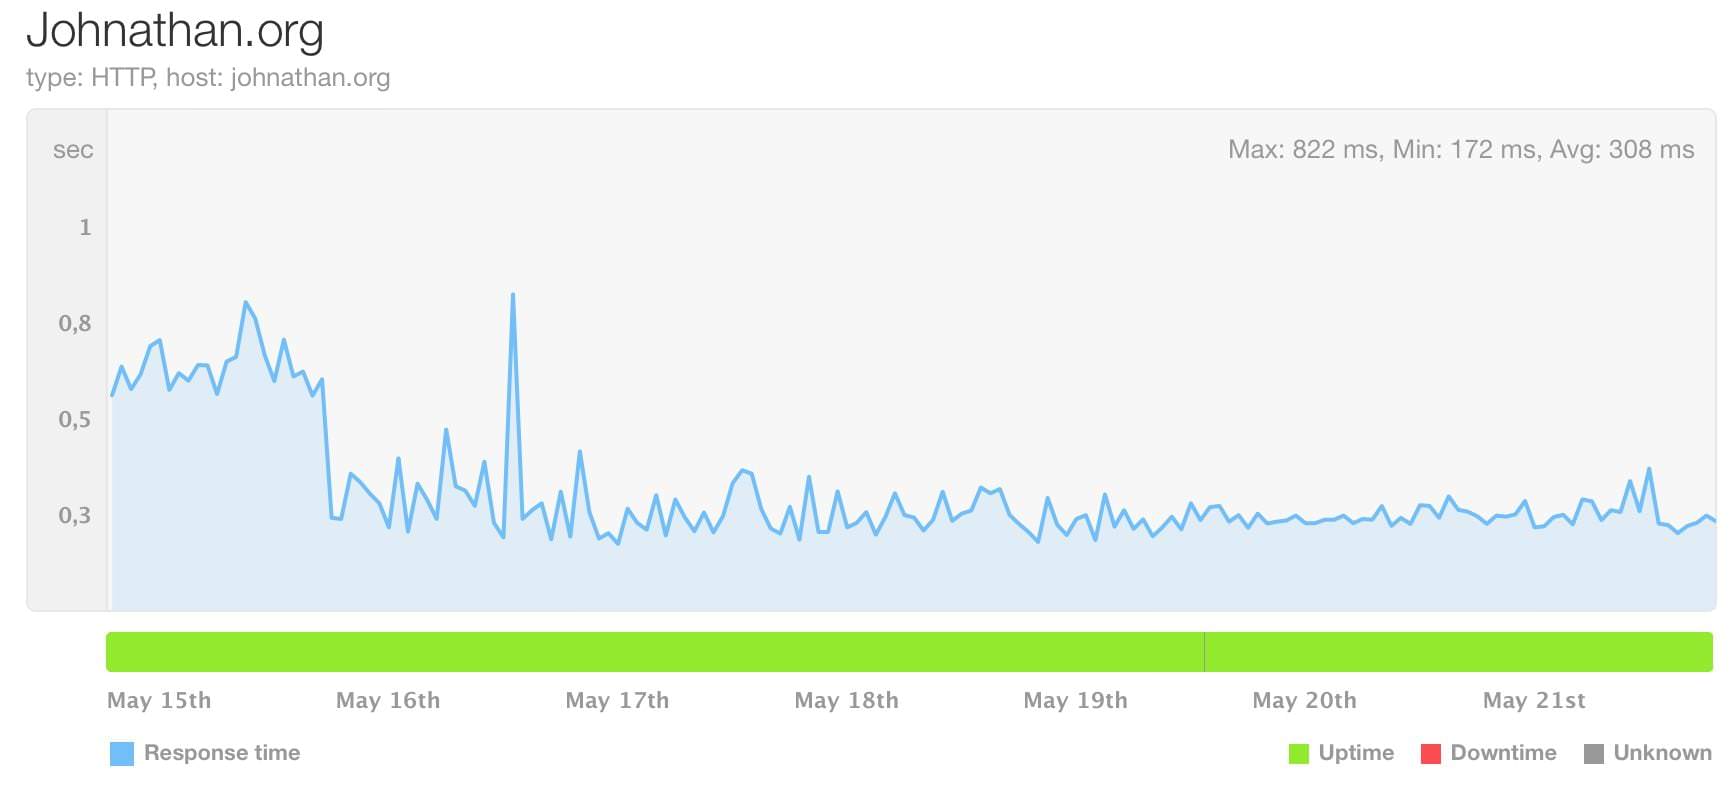 Johnathan.org
type: HTTP, host: johnathan.org
sec
Max: 822 ms, Min: 172 ms, Avg: 308 ms
1
0,8
0,5
0,3
May 15th May 16th May 17th May 18th May 19th May 20th May 21st
Response time
Uptime Downtime Unknown